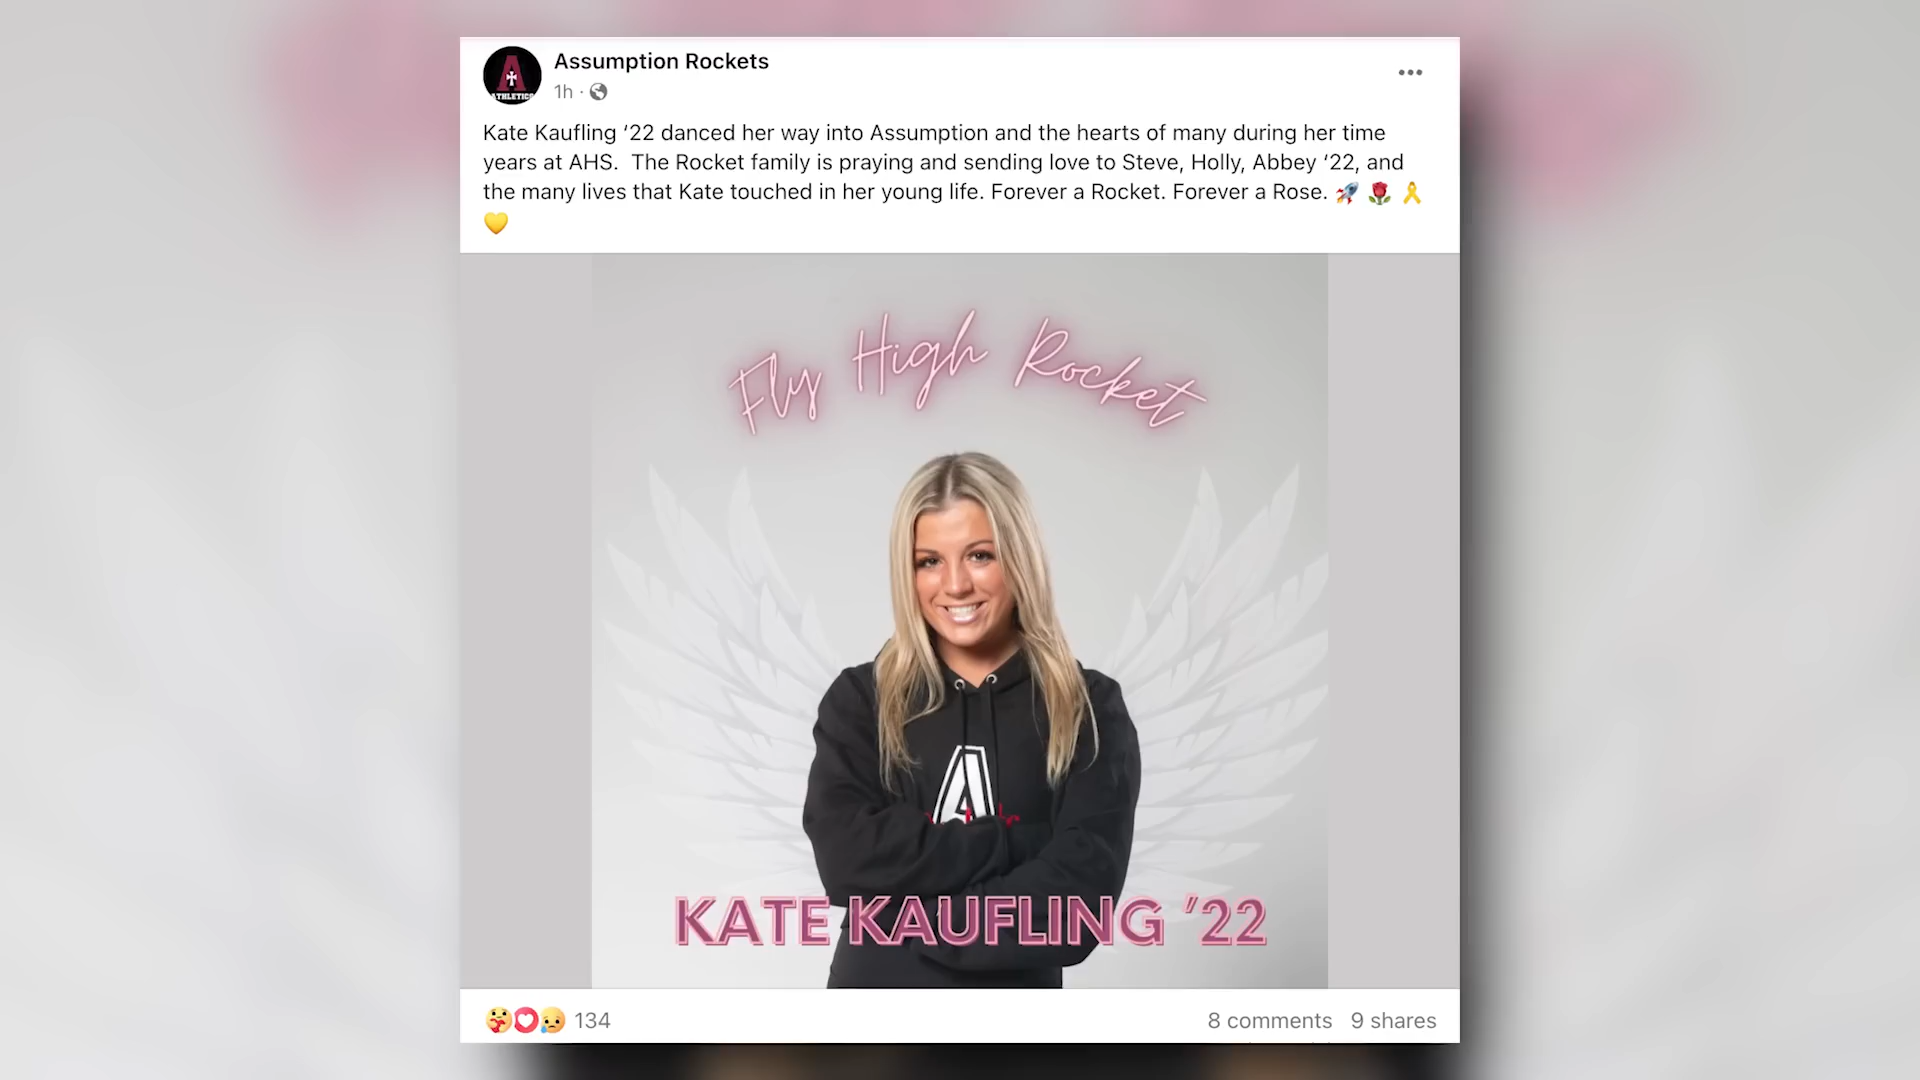 Assumption Rockets
A
ATHLETICS
1h ·
Kate Kaufling ‘22 danced her way into Assumption and the hearts of many during her time
years at AHS.  The Rocket family is praying and sending love to Steve, Holly, Abbey ‘22, and
the many lives that Kate touched in her young life. Forever a Rocket. Forever a Rose. 🚀 🌹 🎗️
💛
Fly High Rocket
A
KATE KAUFLING ’22
134
8 comments 9 shares